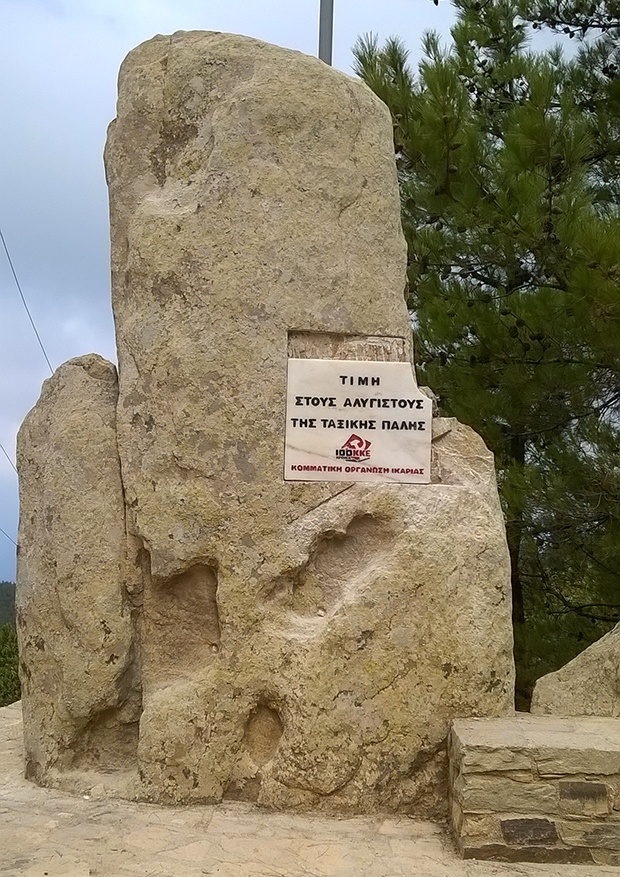 ΤΙΜΗ
ΣΤΟΥΣ ΑΛΥΓΙΣΤΟΥΣ
ΤΗΣ ΤΑΞΙΚΗΣ ΠΑΛΗΣ
100 ΚΚΕ
ΚΟΜΜΑΤΙΚΗ ΟΡΓΑΝΩΣΗ ΙΚΑΡΙΑΣ